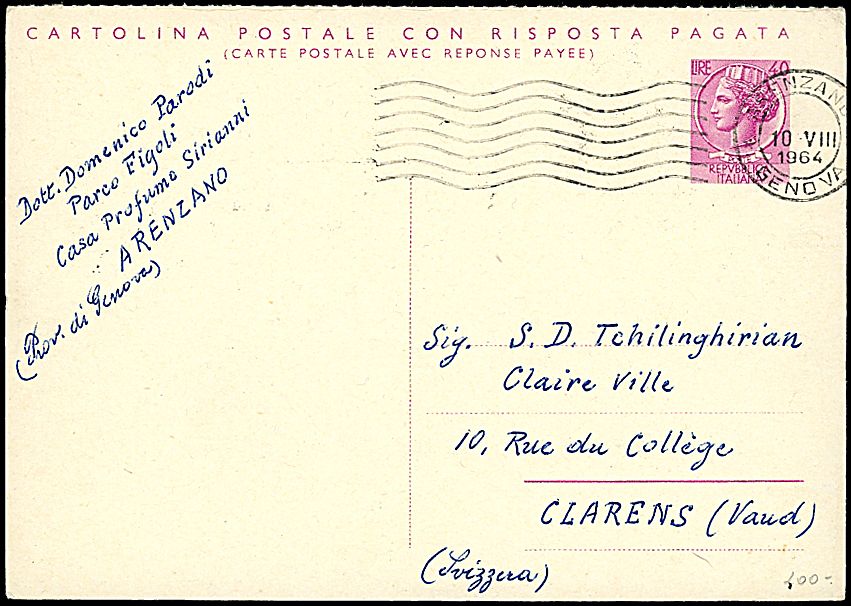 CARTOLINA POSTALE CON RISPOSTA PAGATA
(CARTE POSTALE AVEC REPONSE PAYEE)
LIRE 40
REPVBBLICA
ITALIANA
10-VIII
1964
GENOVA
Dott. Domenico Parodi
Parco Figoli
Casa Profumo Sirianni
ARENZANO
(Prov. di Genova)
Sig. S. D. Tchilinghirian
Claire Ville
10, Rue du Collège
CLARENS (Vaud)
(Svizzera)